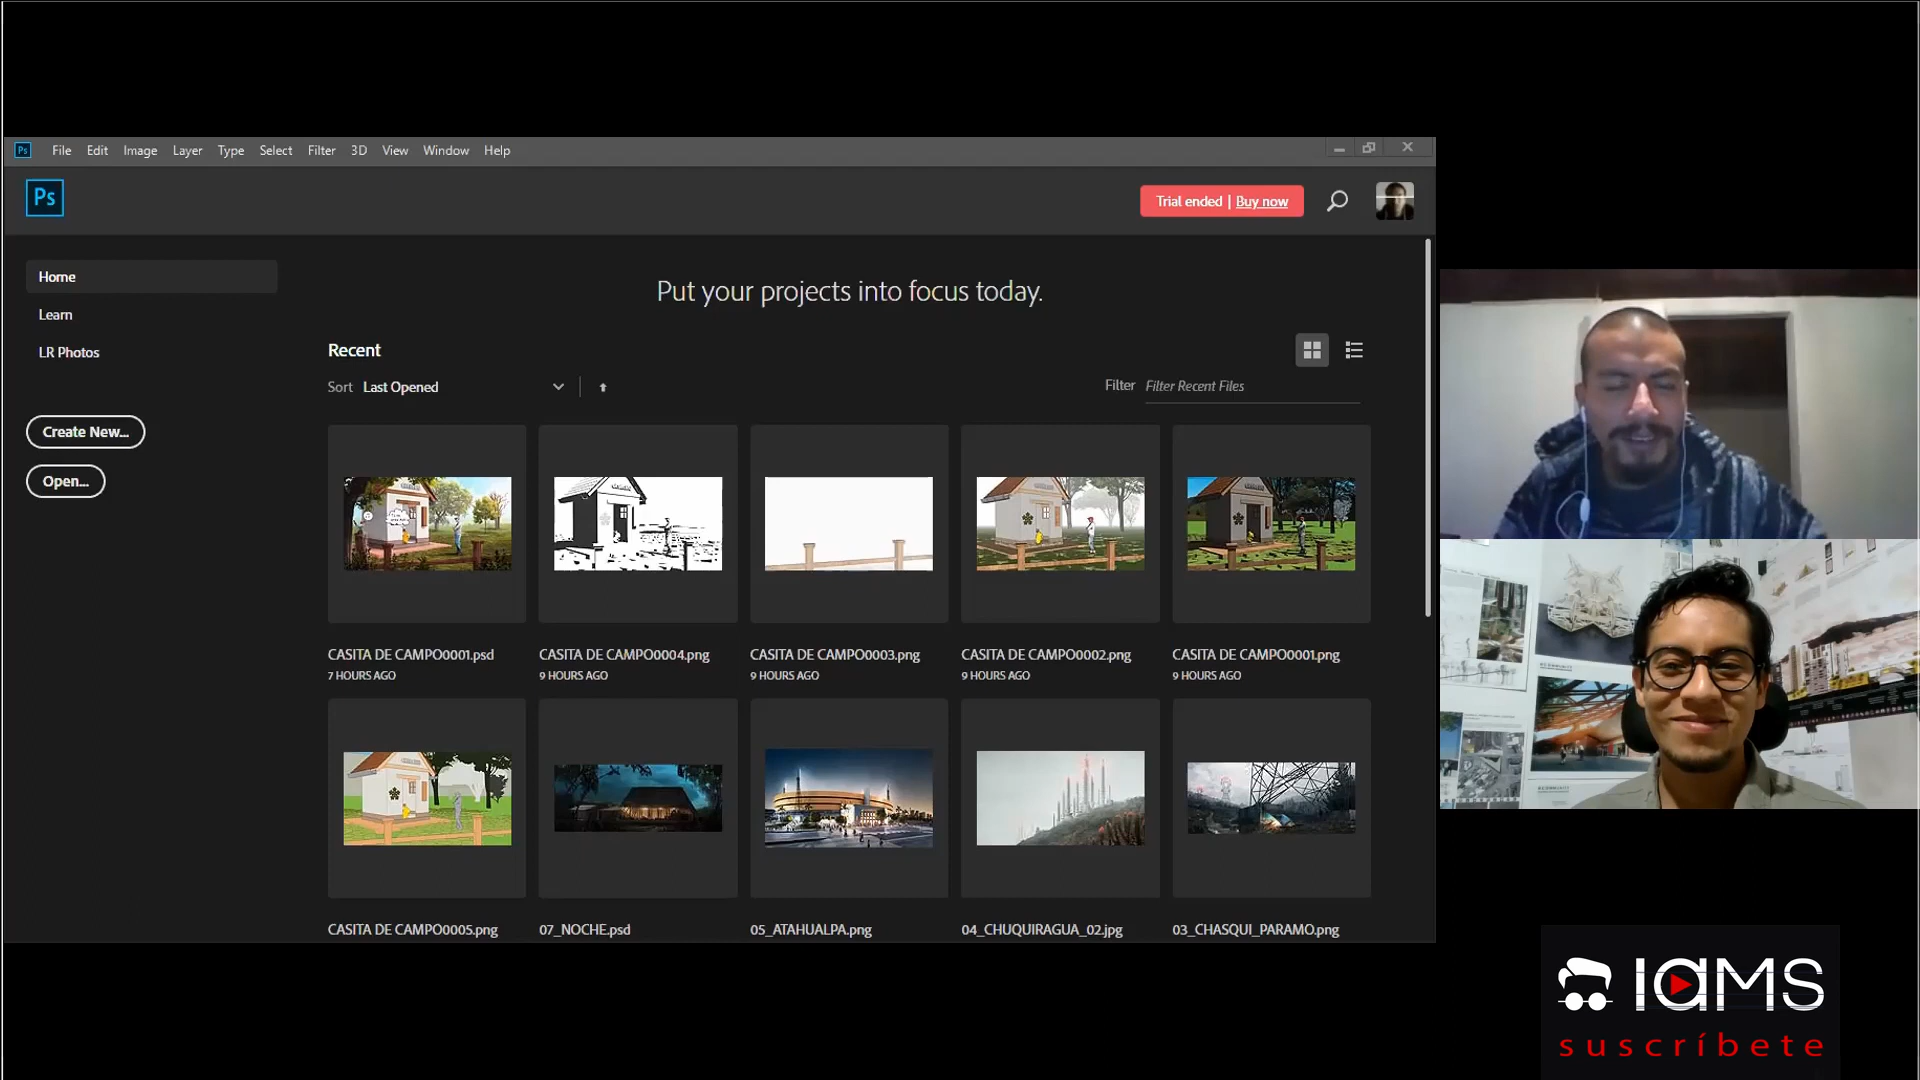 Ps File Edit Image Layer Type Select Filter 3D View Window Help
Ps
Trial ended | Buy now
Home
Learn
LR Photos
Create New...
Open...
Put your projects into focus today.
Recent
Sort Last Opened
Filter Filter Recent Files
CASITA DE CAMPO0001.psd
7 HOURS AGO
CASITA DE CAMPO0004.png
9 HOURS AGO
CASITA DE CAMPO0003.png
9 HOURS AGO
CASITA DE CAMPO0002.png
9 HOURS AGO
CASITA DE CAMPO0001.png
9 HOURS AGO
CASITA DE CAMPO0005.png
07_NOCHE.psd
05_ATAHUALPA.png
04_CHUQUIRAGUA_02.jpg
03_CHASQUI_PARAMO.png
IaMS
suscríbete